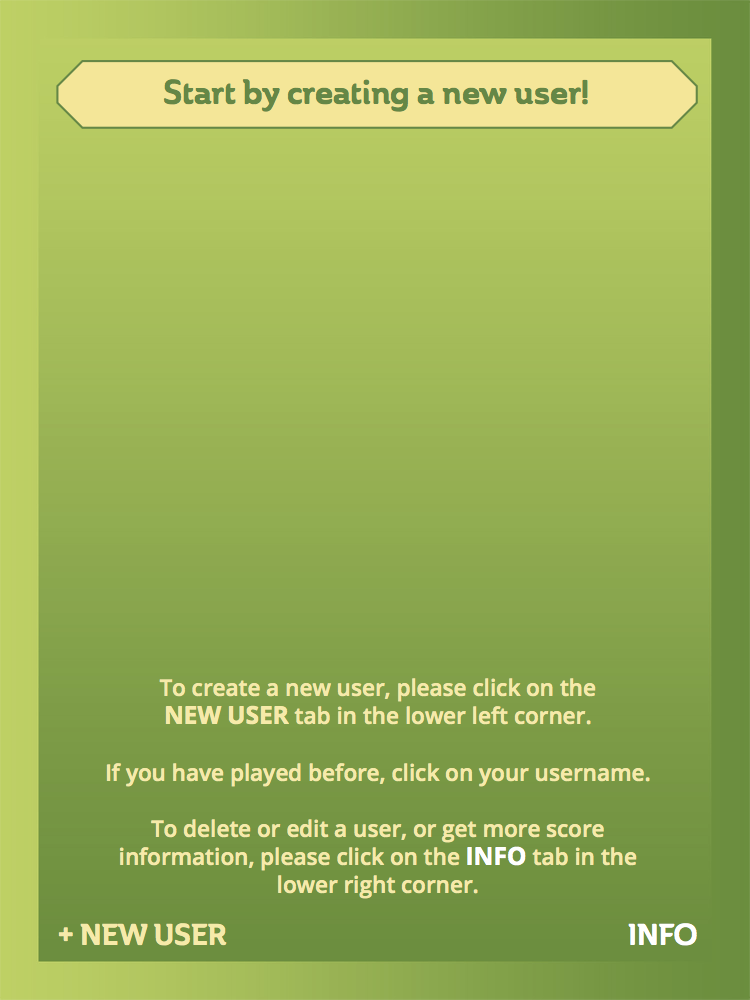 Start by creating a new user!
To create a new user, please click on the
NEW USER tab in the lower left corner.
If you have played before, click on your username.
To delete or edit a user, or get more score
information, please click on the INFO tab in the
lower right corner.
+ NEW USER
INFO